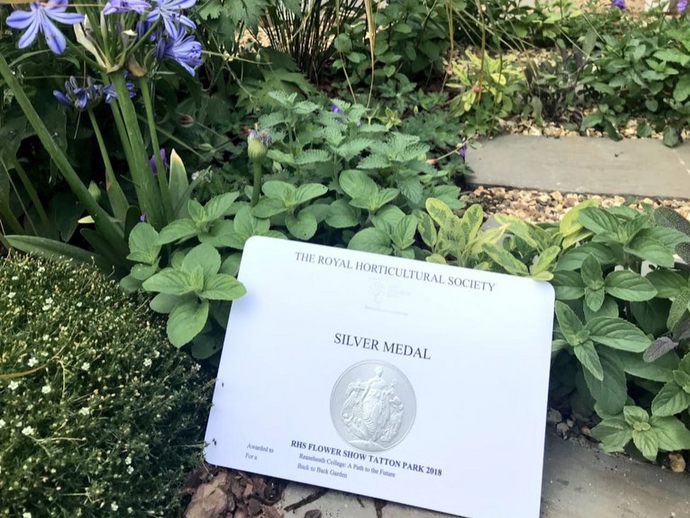 THE ROYAL HORTICULTURAL SOCIETY
SILVER MEDAL
RHS FLOWER SHOW TATTON PARK 2018
Awarded to Reaseheath College: A Path to the Future
For a Back to Back Garden